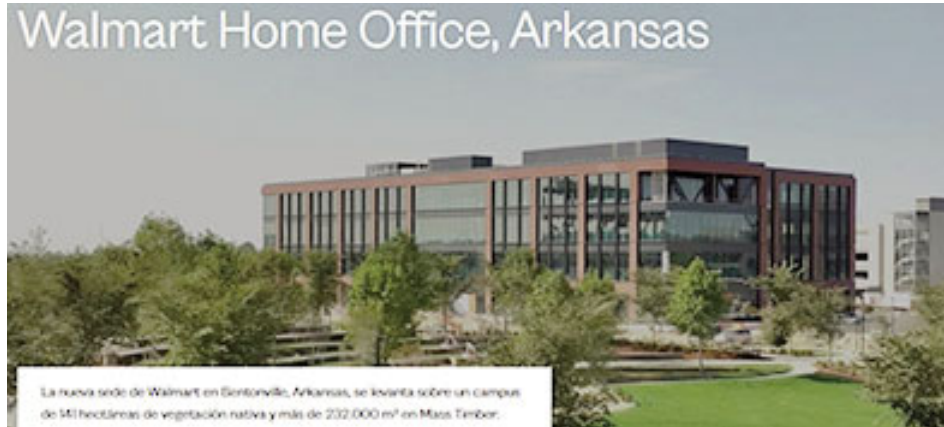 Walmart Home Office, Arkansas
La nueva sede de Walmart en Bentonville, Arkansas, se levanta sobre un campus
de 141 hectáreas de vegetación nativa y más de 232.000 m² en Mass Timber: